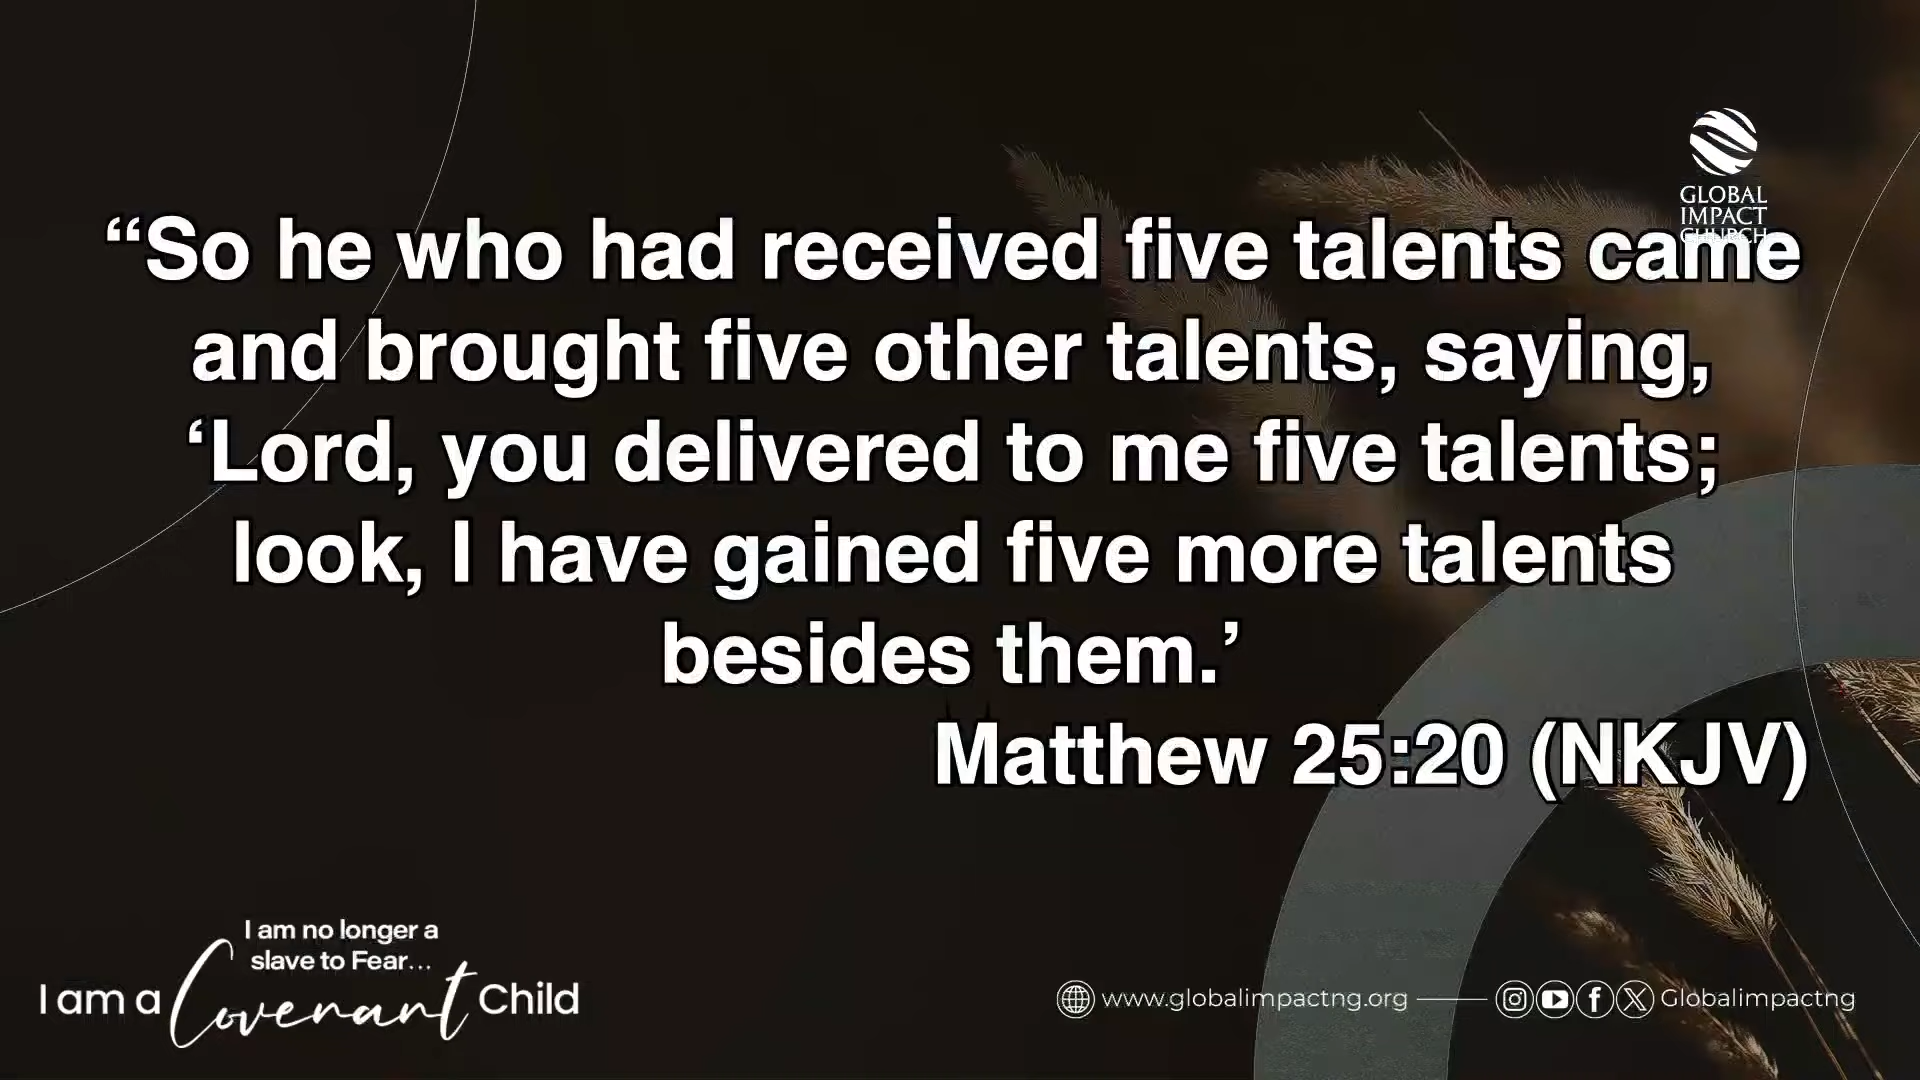 GLOBAL
IMPACT
CHURCH
“So he who had received five talents came
and brought five other talents, saying,
‘Lord, you delivered to me five talents;
look, I have gained five more talents
besides them.’
Matthew 25:20 (NKJV)
I am no longer a
slave to Fear...
I am a Covenant Child
www.globalimpactng.org
Globalimpactng